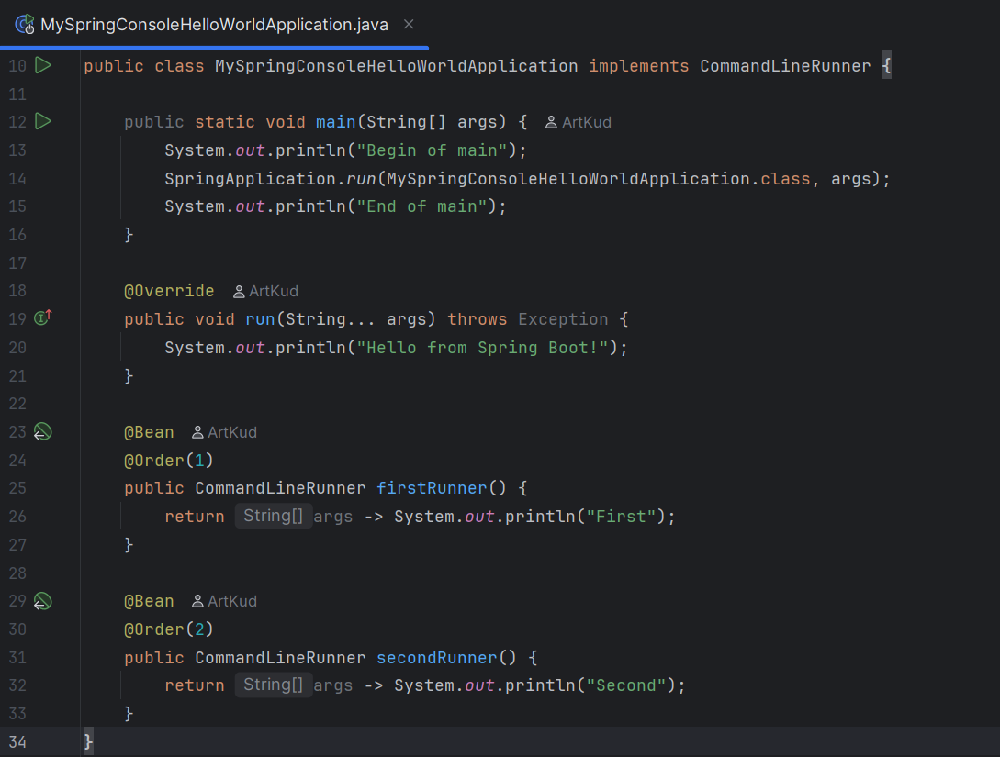 MySpringConsoleHelloWorldApplication.java
10 public class MySpringConsoleHelloWorldApplication implements CommandLineRunner {
11
12 public static void main(String[] args) { ArtKud
13 System.out.println("Begin of main");
14 SpringApplication.run(MySpringConsoleHelloWorldApplication.class, args);
15 System.out.println("End of main");
16 }
17
18 @Override ArtKud
19 public void run(String... args) throws Exception {
20 System.out.println("Hello from Spring Boot!");
21 }
22
23 @Bean ArtKud
24 @Order(1)
25 public CommandLineRunner firstRunner() {
26 return String[] args -> System.out.println("First");
27 }
28
29 @Bean ArtKud
30 @Order(2)
31 public CommandLineRunner secondRunner() {
32 return String[] args -> System.out.println("Second");
33 }
34 }